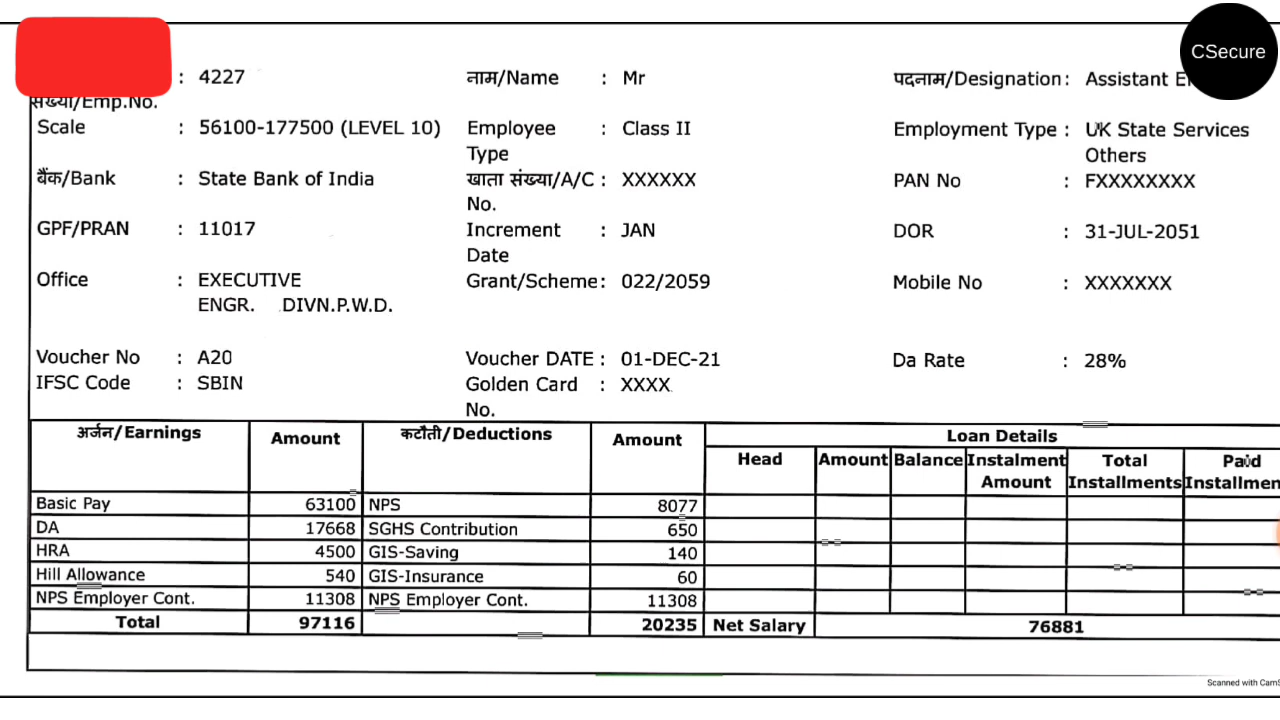 CSecure
: 4227 नाम/Name : Mr पदनाम/Designation : Assistant
संख्या/Emp.No.
Scale : 56100-177500 (LEVEL 10) Employee Type : Class II Employment Type : UK State Services Others
बैंक/Bank : State Bank of India खाता संख्या/A/C No. : XXXXXX PAN No : FXXXXXXXX
GPF/PRAN : 11017 Increment Date : JAN DOR : 31-JUL-2051
Office : EXECUTIVE ENGR. DIVN.P.W.D. Grant/Scheme : 022/2059 Mobile No : XXXXXXX
Voucher No : A20 Voucher DATE : 01-DEC-21 Da Rate : 28%
IFSC Code : SBIN Golden Card No. : XXXX
अर्जन/Earnings Amount कटौती/Deductions Amount Loan Details
Head Amount Balance Instalment Amount Total Installments Paid
Basic Pay 63100 NPS 8077
DA 17668 SGHS Contribution 650
HRA 4500 GIS-Saving 140
Hill Allowance 540 GIS-Insurance 60
NPS Employer Cont. 11308 NPS Employer Cont. 11308
Total 97116 20235 Net Salary 76881
Scanned with